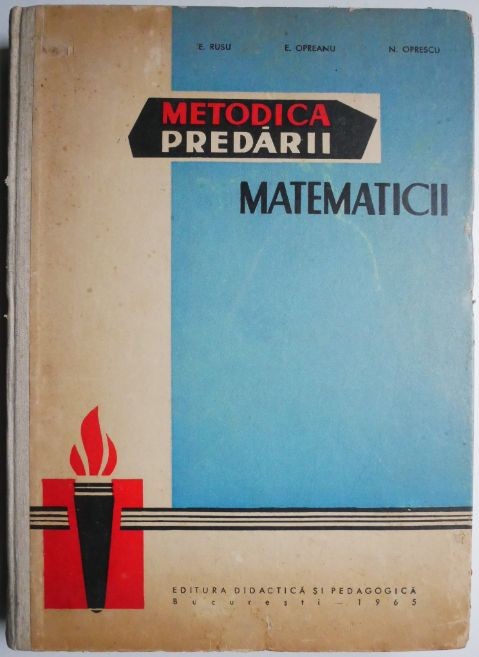 E. RUSU E. OPREANU N. OPRESCU
METODICA
PREDĂRII
MATEMATICII
EDITURA DIDACTICĂ ȘI PEDAGOGICĂ
București — 1965